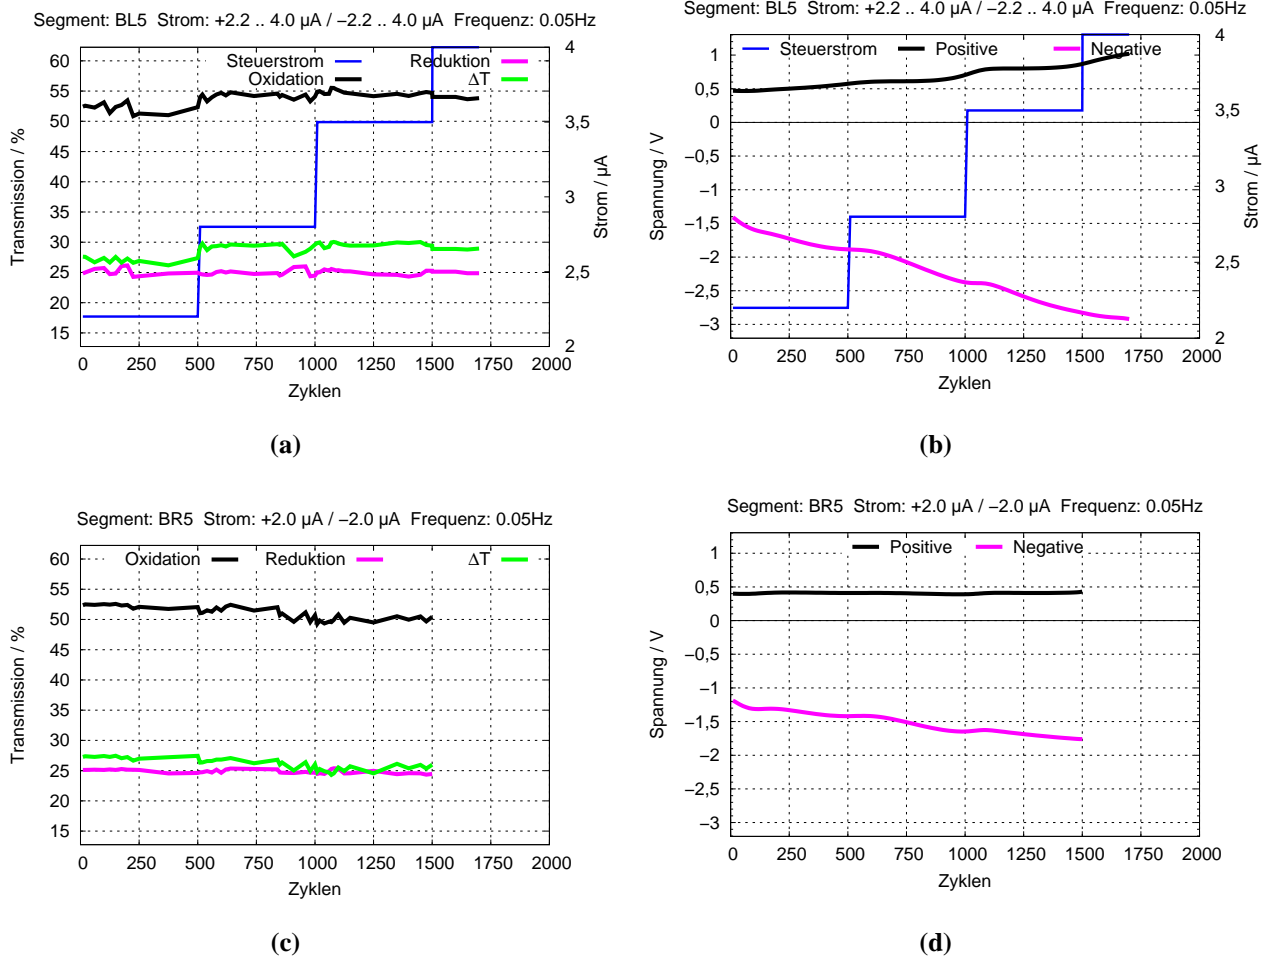 Segment: BL5 Strom: +2.2 .. 4.0 µA / −2.2 .. 4.0 µA Frequenz: 0.05Hz
Steuerstrom
Reduktion
Oxidation
ΔT
60
55
50
45
40
35
30
25
20
15
4
3,5
3
2,5
2
Transmission / %
Strom / µA
0 250 500 750 1000 1250 1500 1750 2000
Zyklen
(a)
Segment: BL5 Strom: +2.2 .. 4.0 µA / −2.2 .. 4.0 µA Frequenz: 0.05Hz
Steuerstrom
Positive
Negative
1
0,5
0
−0,5
−1
−1,5
−2
−2,5
−3
4
3,5
3
2,5
2
Spannung / V
Strom / µA
0 250 500 750 1000 1250 1500 1750 2000
Zyklen
(b)
Segment: BR5 Strom: +2.0 µA / −2.0 µA Frequenz: 0.05Hz
Oxidation
Reduktion
ΔT
60
55
50
45
40
35
30
25
20
15
Transmission / %
0 250 500 750 1000 1250 1500 1750 2000
Zyklen
(c)
Segment: BR5 Strom: +2.0 µA / −2.0 µA Frequenz: 0.05Hz
Positive
Negative
1
0,5
0
−0,5
−1
−1,5
−2
−2,5
−3
Spannung / V
0 250 500 750 1000 1250 1500 1750 2000
Zyklen
(d)